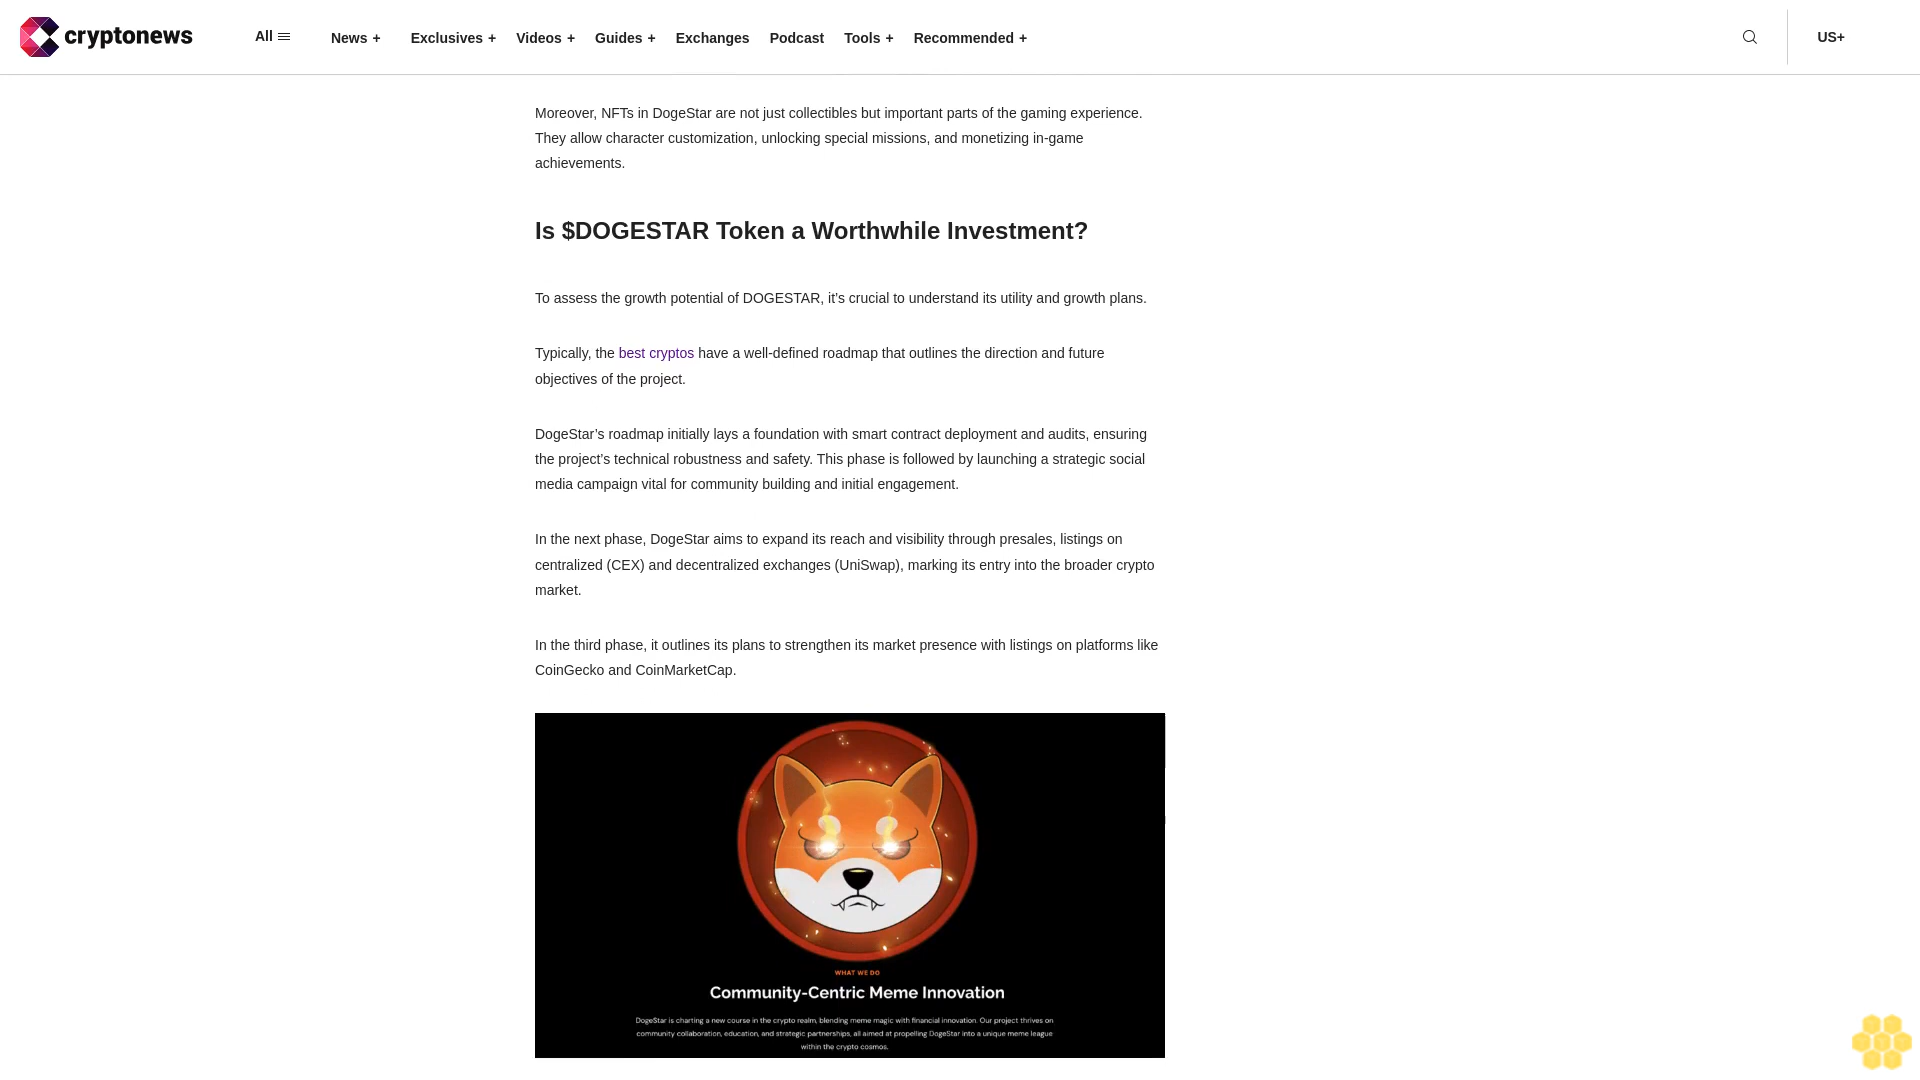 cryptonews
All
News +
Exclusives +
Videos +
Guides +
Exchanges
Podcast
Tools +
Recommended +
US+
Moreover, NFTs in DogeStar are not just collectibles but important parts of the gaming experience.
They allow character customization, unlocking special missions, and monetizing in-game
achievements.
Is $DOGESTAR Token a Worthwhile Investment?
To assess the growth potential of DOGESTAR, it’s crucial to understand its utility and growth plans.
Typically, the best cryptos have a well-defined roadmap that outlines the direction and future
objectives of the project.
DogeStar’s roadmap initially lays a foundation with smart contract deployment and audits, ensuring
the project’s technical robustness and safety. This phase is followed by launching a strategic social
media campaign vital for community building and initial engagement.
In the next phase, DogeStar aims to expand its reach and visibility through presales, listings on
centralized (CEX) and decentralized exchanges (UniSwap), marking its entry into the broader crypto
market.
In the third phase, it outlines its plans to strengthen its market presence with listings on platforms like
CoinGecko and CoinMarketCap.
WHAT WE DO
Community-Centric Meme Innovation
DogeStar is charting a new course in the crypto realm, blending meme magic with financial innovation. Our project thrives on
community collaboration, education, and strategic partnerships, all aimed at propelling DogeStar into a unique meme league
within the crypto cosmos.